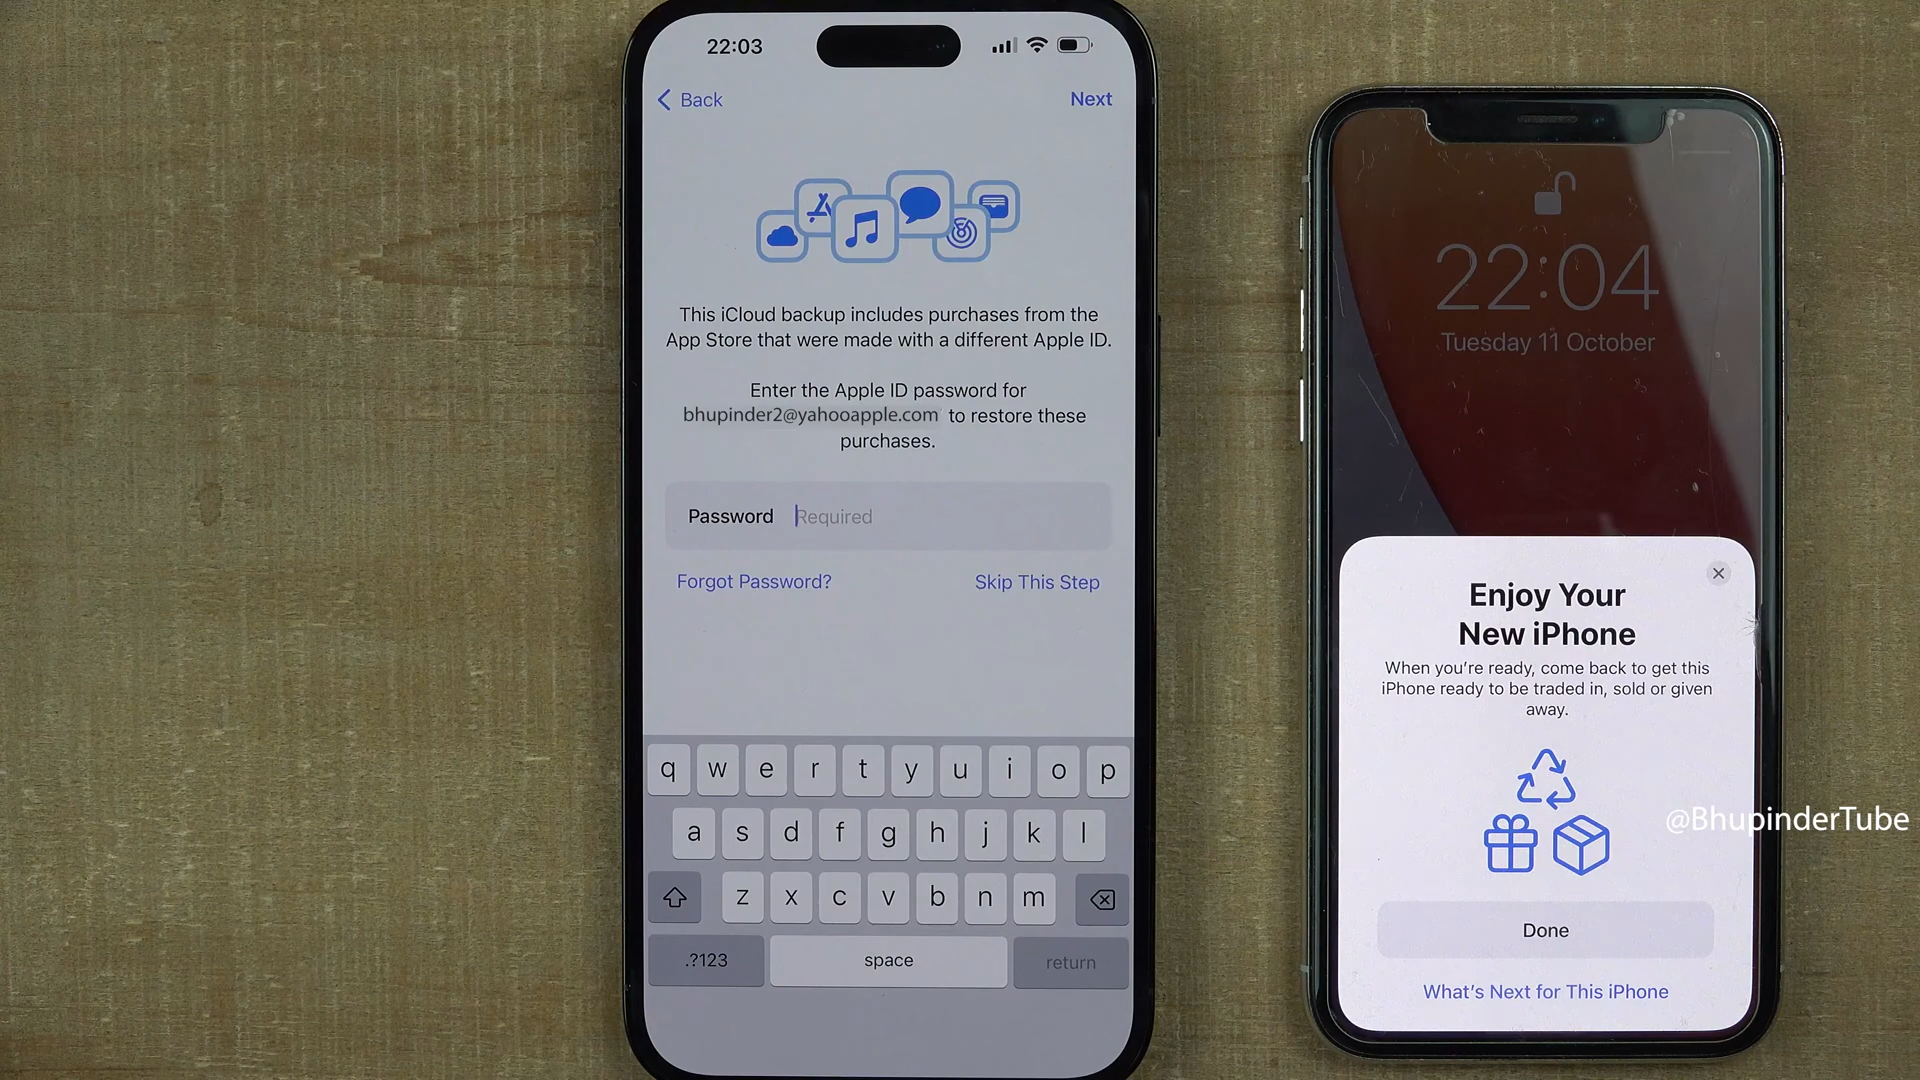 22:03
Back
Next
This iCloud backup includes purchases from the
App Store that were made with a different Apple ID.
Enter the Apple ID password for
bhupinder2@yahooapple.com to restore these
purchases.
Password Required
Forgot Password?
Skip This Step
q w e r t y u i o p
a s d f g h j k l
z x c v b n m
.?123 space return
22:04
Tuesday 11 October
Enjoy Your
New iPhone
When you're ready, come back to get this
iPhone ready to be traded in, sold or given
away.
@BhupinderTube
Done
What's Next for This iPhone